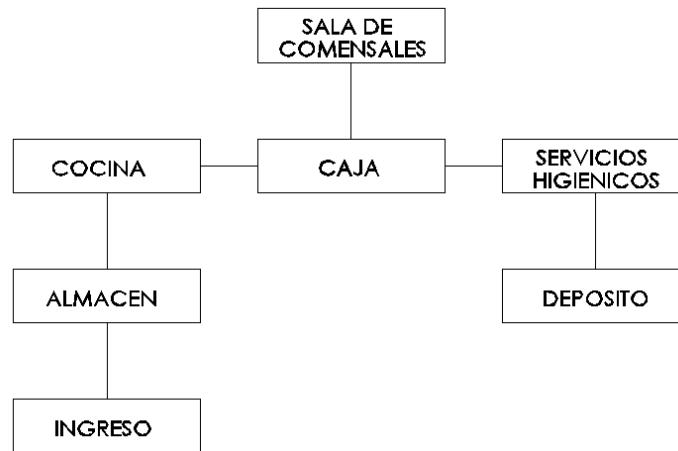 SALA DE
COMENSALES
COCINA
CAJA
SERVICIOS
HIGIENICOS
ALMACEN
DEPOSITO
INGRESO